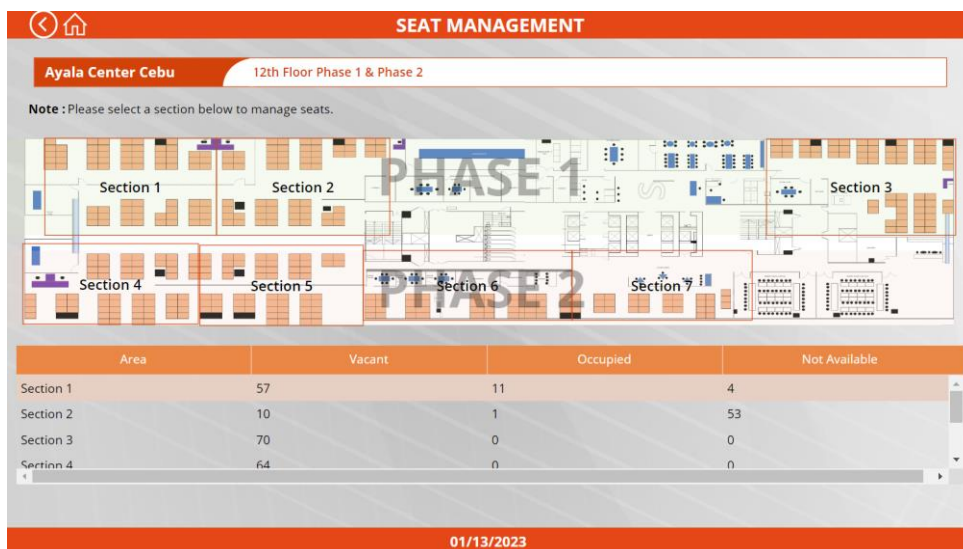 SEAT MANAGEMENT
Ayala Center Cebu
12th Floor Phase 1 & Phase 2
Note : Please select a section below to manage seats.
PHASE 1
Section 1
Section 2
Section 3
PHASE 2
Section 4
Section 5
Section 6
Section 7
Area Vacant Occupied Not Available
Section 1 57 11 4
Section 2 10 1 53
Section 3 70 0 0
Section 4 64 0 0
01/13/2023